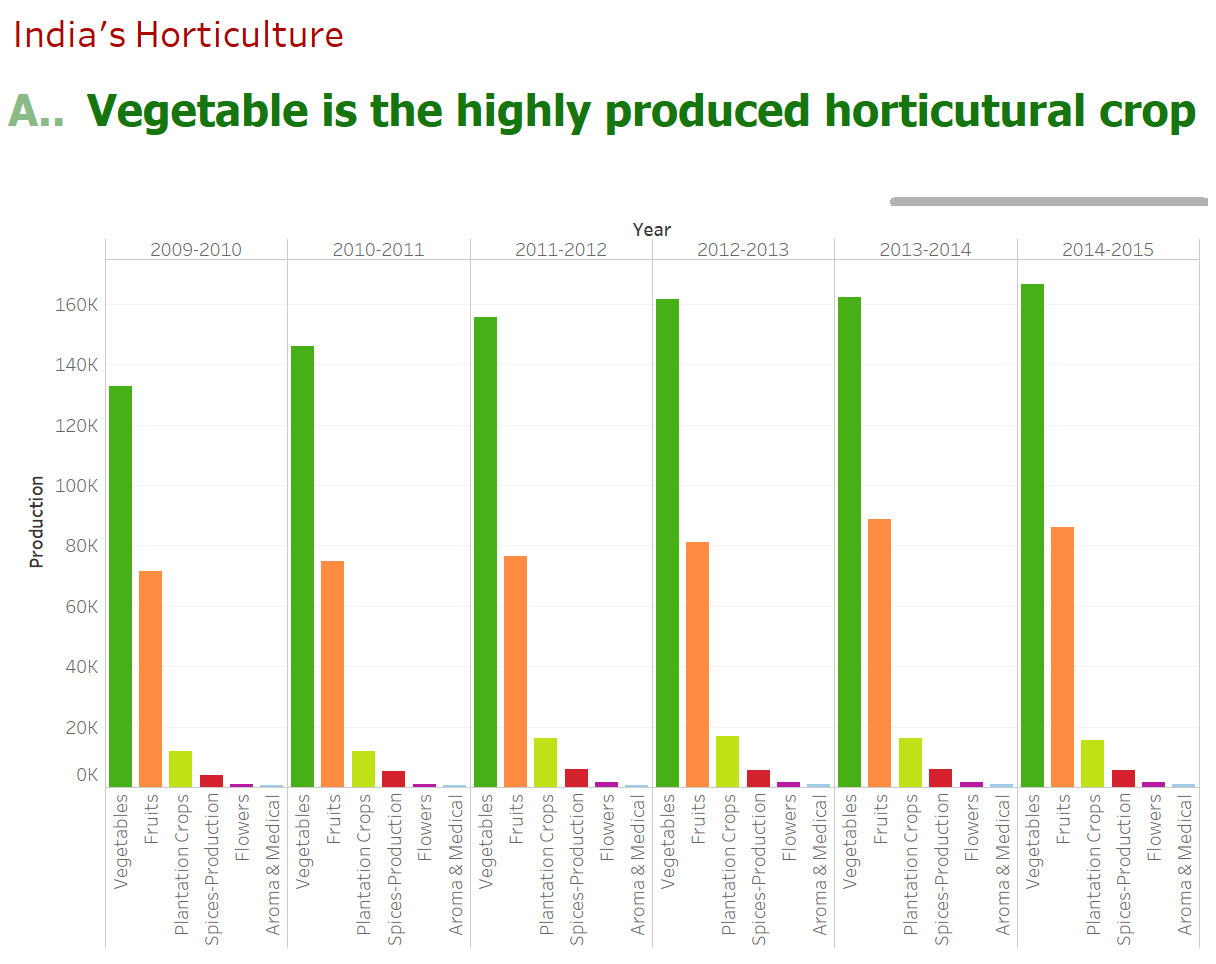 India's Horticulture
A.. Vegetable is the highly produced horticutural crop
Year
2009-2010 2010-2011 2011-2012 2012-2013 2013-2014 2014-2015
Production
160K
140K
120K
100K
80K
60K
40K
20K
0K
Vegetables
Fruits
Plantation Crops
Spices-Production
Flowers
Aroma & Medical
Vegetables
Fruits
Plantation Crops
Spices-Production
Flowers
Aroma & Medical
Vegetables
Fruits
Plantation Crops
Spices-Production
Flowers
Aroma & Medical
Vegetables
Fruits
Plantation Crops
Spices-Production
Flowers
Aroma & Medical
Vegetables
Fruits
Plantation Crops
Spices-Production
Flowers
Aroma & Medical
Vegetables
Fruits
Plantation Crops
Spices-Production
Flowers
Aroma & Medical